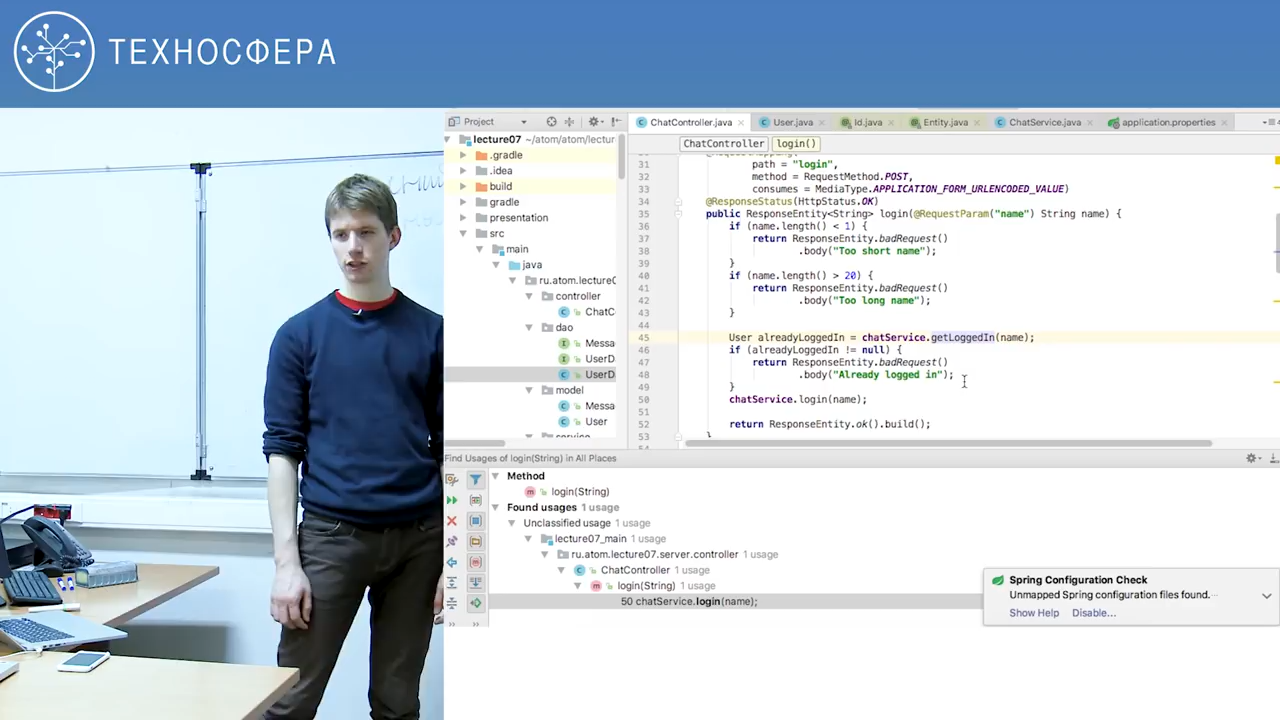 ТЕХНОСФЕРА
Project
ChatController.java
User.java
Id.java
Entity.java
ChatService.java
application.properties
lecture07 ~/atom/atom/lectur
.gradle
.idea
build
gradle
presentation
src
main
java
ru.atom.lecture0
controller
ChatC
dao
Messa
UserD
UserD
model
Messa
User
ChatController
login()
31 path = "login",
32 method = RequestMethod.POST,
33 consumes = MediaType.APPLICATION_FORM_URLENCODED_VALUE)
34 @ResponseStatus(HttpStatus.OK)
35 public ResponseEntity<String> login(@RequestParam("name") String name) {
36 if (name.length() < 1) {
37 return ResponseEntity.badRequest()
38 .body("Too short name");
39 }
40 if (name.length() > 20) {
41 return ResponseEntity.badRequest()
42 .body("Too long name");
43 }
44
45 User alreadyLoggedIn = chatService.getLoggedIn(name);
46 if (alreadyLoggedIn != null) {
47 return ResponseEntity.badRequest()
48 .body("Already logged in");
49 }
50 chatService.login(name);
51
52 return ResponseEntity.ok().build();
53 }
Find Usages of login(String) in All Places
Method
login(String)
Found usages 1 usage
Unclassified usage 1 usage
lecture07_main 1 usage
ru.atom.lecture07.server.controller 1 usage
ChatController 1 usage
login(String) 1 usage
50 chatService.login(name);
Spring Configuration Check
Unmapped Spring configuration files found.
Show Help Disable...